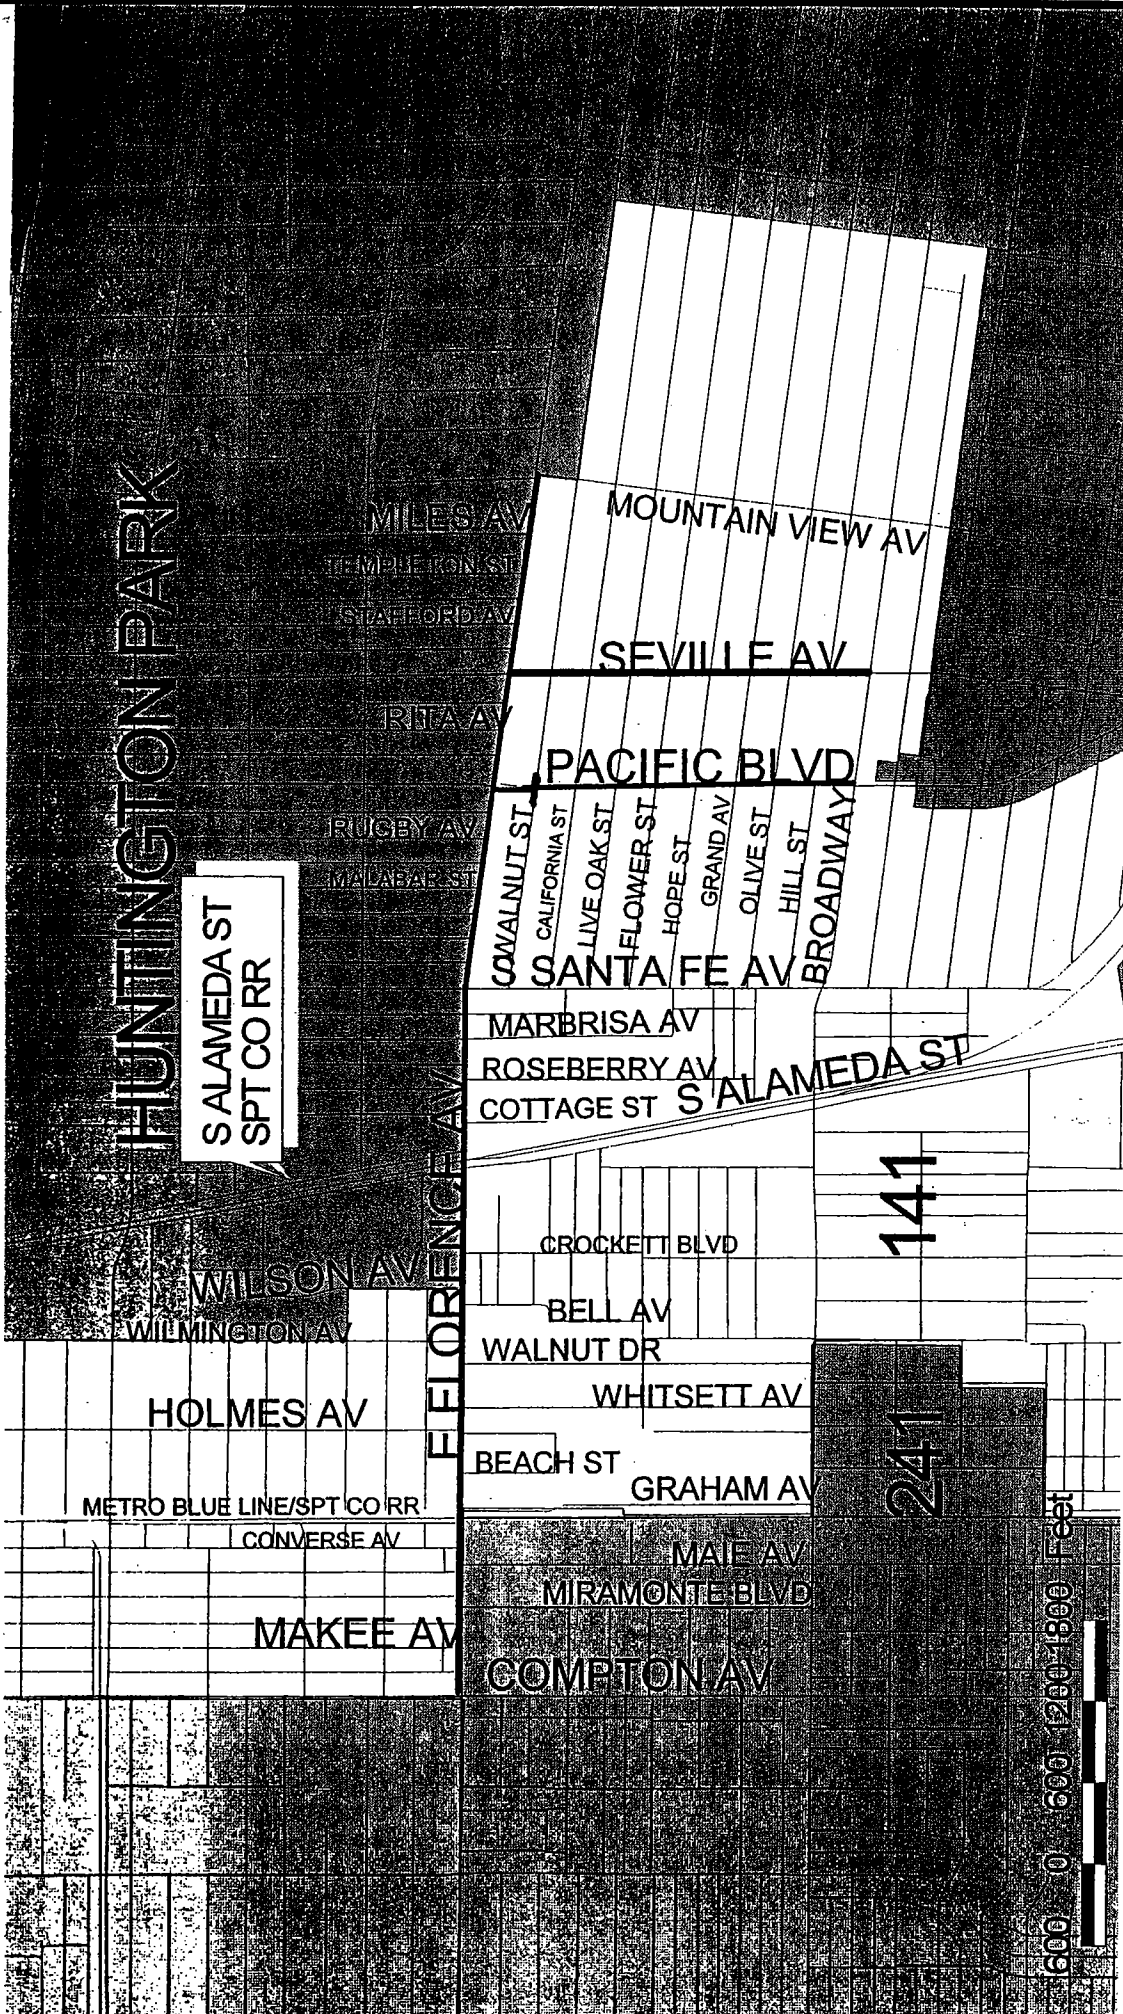 HUNTINGTON PARK
MILES AV
TEMPLETON ST
STAFFORD AV
RITA AV
RUGBY AV
MALABAR ST
MOUNTAIN VIEW AV
SEVILLE AV
PACIFIC BLVD
WALNUT ST
CALIFORNIA ST
LIVE OAK ST
FLOWER ST
HOPE ST
GRAND AV
OLIVE ST
HILL ST
BROADWAY
S SANTA FE AV
S ALAMEDA ST
SPT CO RR
MARBRISA AV
ROSEBERRY AV
COTTAGE ST
S ALAMEDA ST
E FLORENCE AV
141
CROCKETT BLVD
WILSON AV
WILMINGTON AV
BELL AV
WALNUT DR
HOLMES AV
WHITSETT AV
241
BEACH ST
GRAHAM AV
METRO BLUE LINE/SPT CO RR
CONVERSE AV
MAIE AV
MIRAMONTE BLVD
MAKEE AV
COMPTON AV
600 0 600 1200 1800 Feet